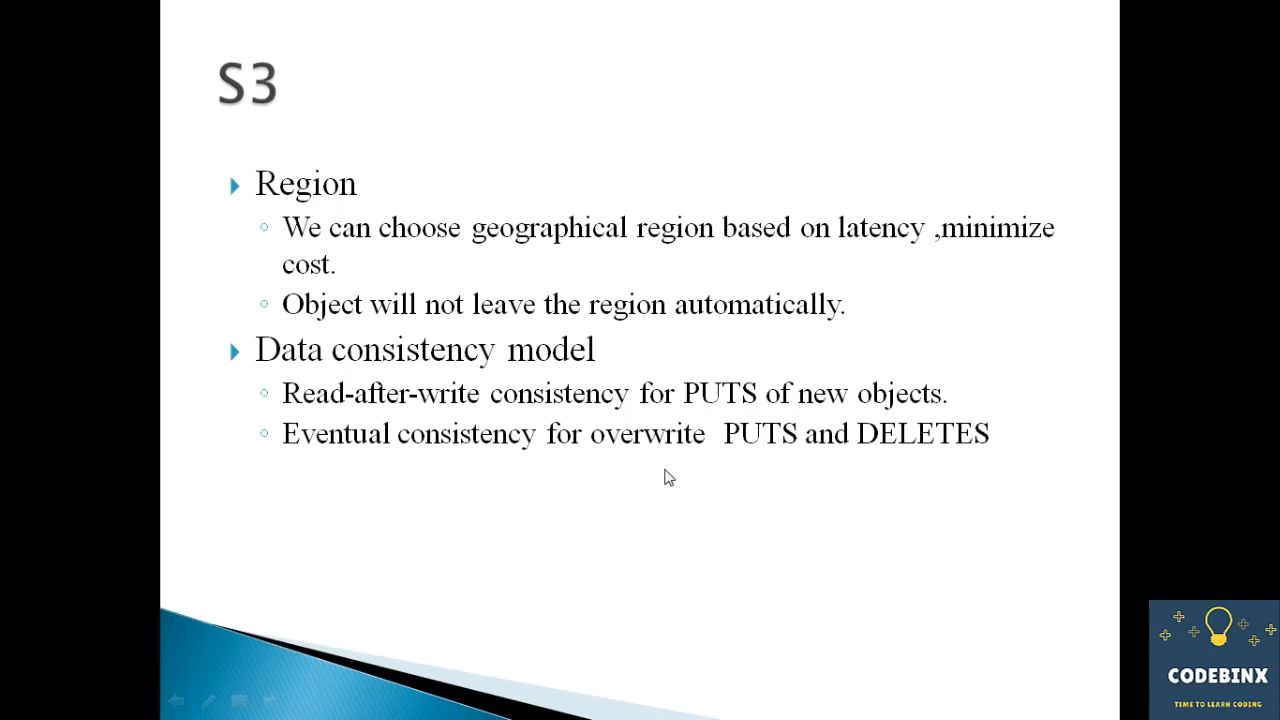 S3
Region
We can choose geographical region based on latency ,minimize
cost.
Object will not leave the region automatically.
Data consistency model
Read-after-write consistency for PUTS of new objects.
Eventual consistency for overwrite  PUTS and DELETES
CODEBINX
TIME TO LEARN CODING